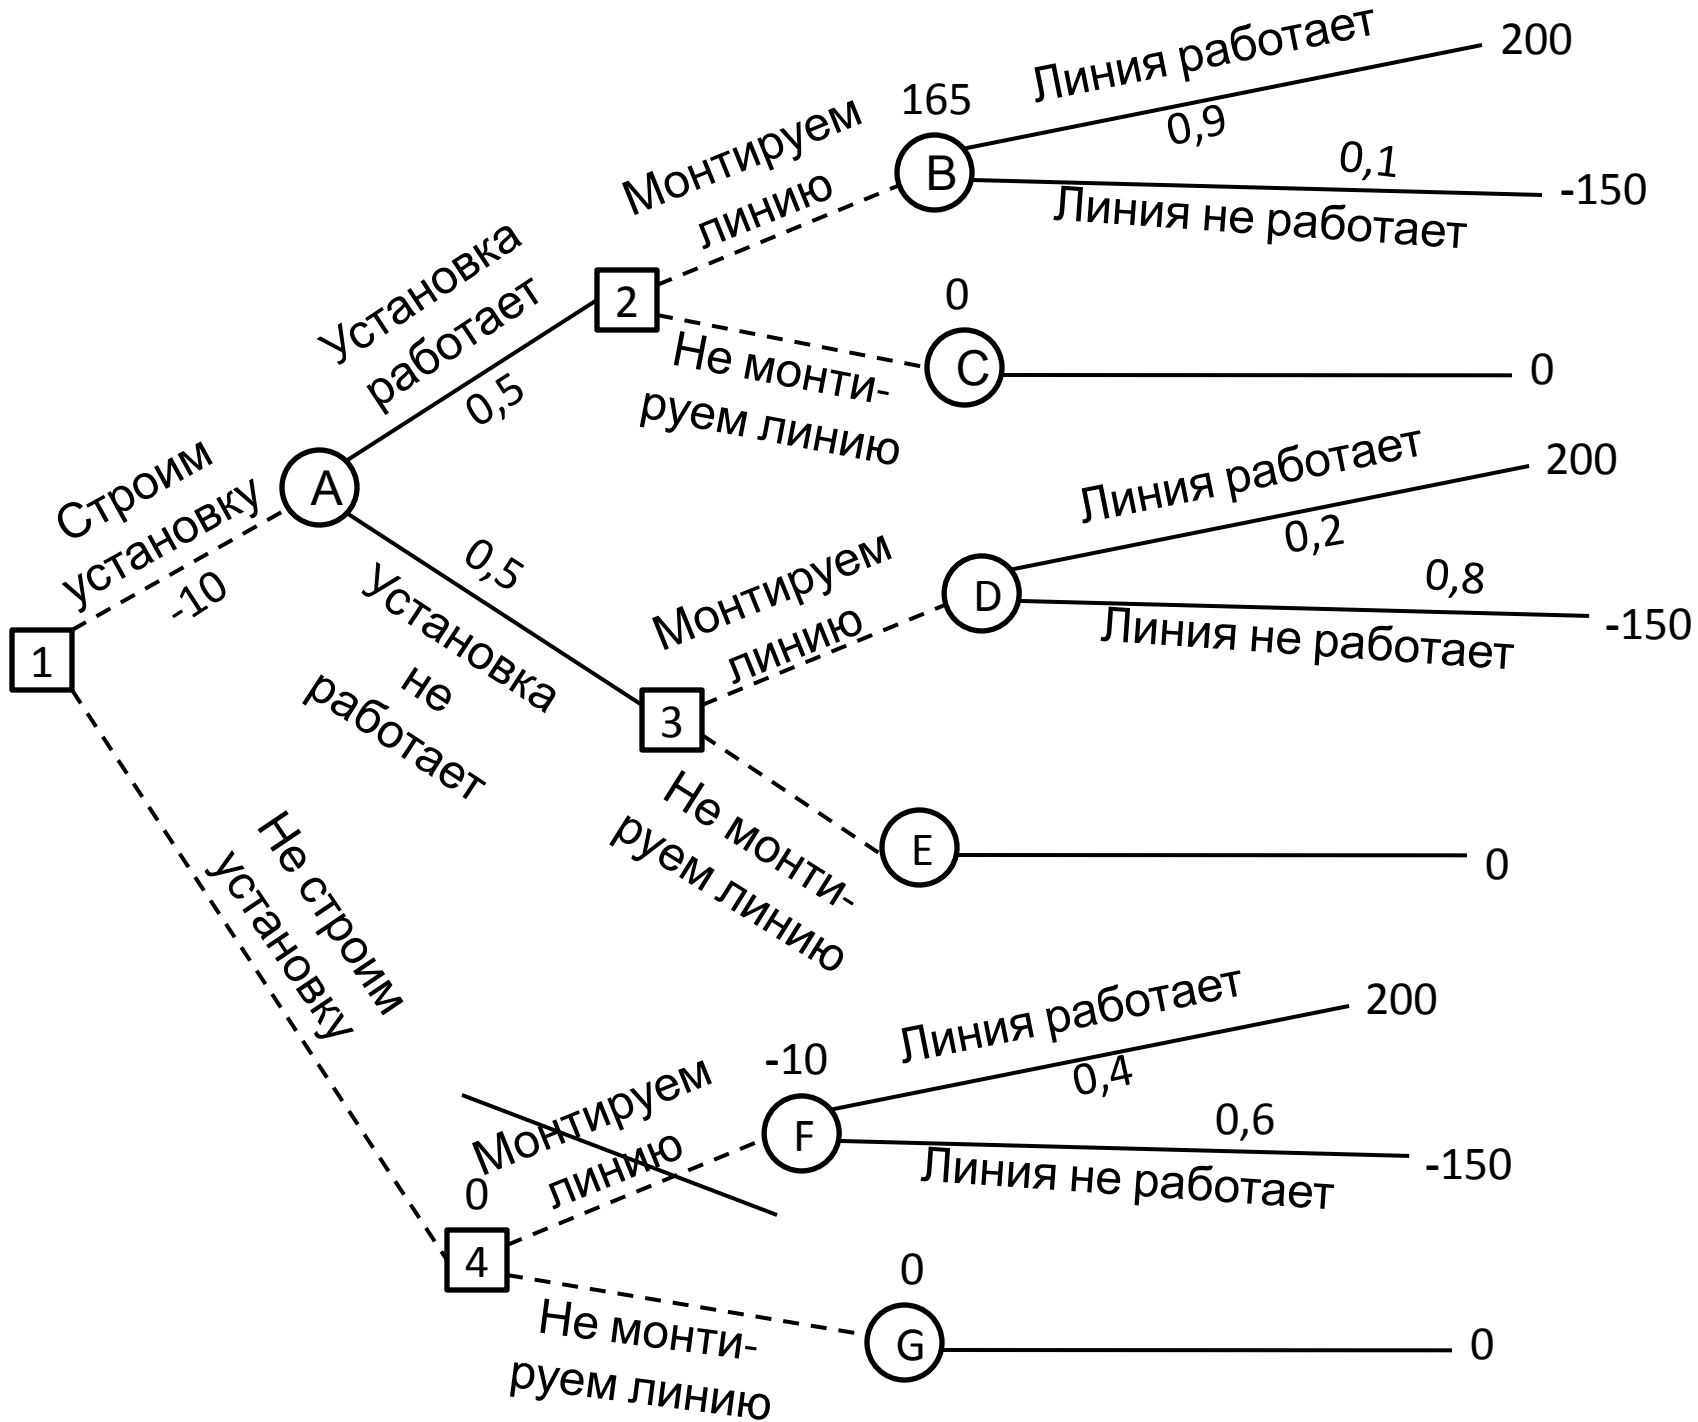 Линия работает
200
165
0,9
Монтируем
линию
B
0,1
-150
Линия не работает
Установка
работает
0,5
2
0
Не монти-
руем линию
C
0
Строим
установку
-10
A
1
Линия работает
200
0,2
0,5
Установка
не
работает
Монтируем
линию
D
0,8
-150
Линия не работает
3
Не монти-
руем линию
E
0
Не строим
установку
Линия работает
200
-10
0,4
Монтируем
линию
F
0,6
-150
Линия не работает
0
4
0
Не монти-
руем линию
G
0